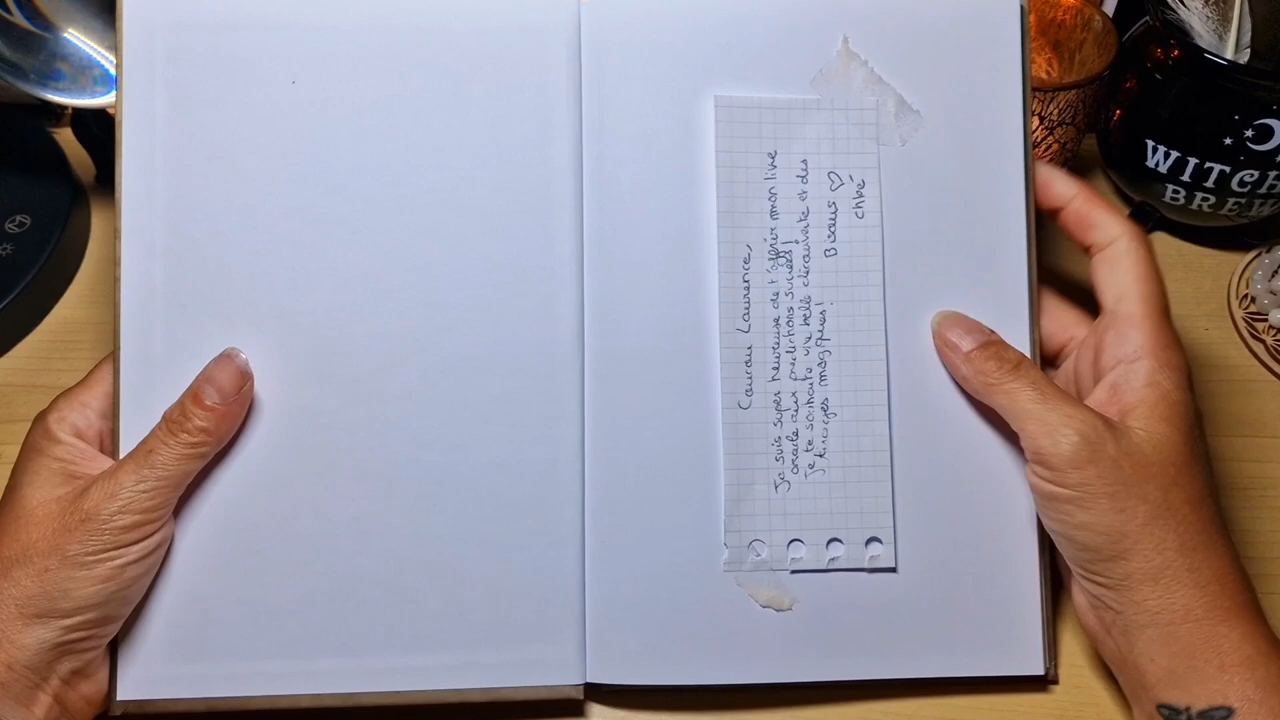 Coucou Laurence,
Je suis super heureuse de t'offrir mon livre
oracle aux prédictions sucrées!
Je te souhaite une belle découverte et des
tirages magiques!
Bisous ♡
Chloé
WITCH
BREW